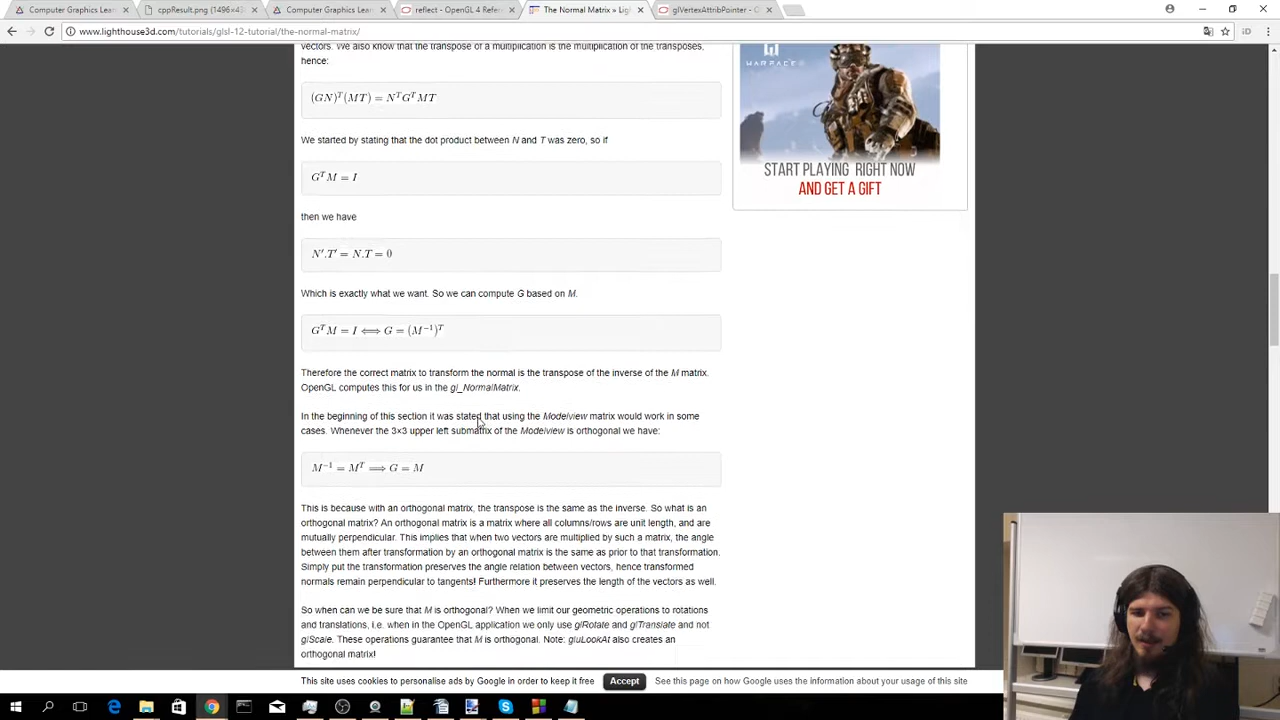 Computer Graphics Lea
cppResult.png (1496×4
Computer Graphics Lea
reflect - OpenGL 4 Refere
The Normal Matrix » Lig
glVertexAttribPointer - O
www.lighthouse3d.com/tutorials/glsl-12-tutorial/the-normal-matrix/
vectors. We also know that the transpose of a multiplication is the multiplication of the transposes,
hence:
(GN)^T(MT) = N^T G^T MT
We started by stating that the dot product between N and T was zero, so if
G^T M = I
then we have
N'.T' = N.T = 0
Which is exactly what we want. So we can compute G based on M.
G^T M = I ⟺ G = (M^-1)^T
Therefore the correct matrix to transform the normal is the transpose of the inverse of the M matrix.
OpenGL computes this for us in the gl_NormalMatrix.
In the beginning of this section it was stated that using the Modelview matrix would work in some
cases. Whenever the 3×3 upper left submatrix of the Modelview is orthogonal we have:
M^-1 = M^T ⟹ G = M
This is because with an orthogonal matrix, the transpose is the same as the inverse. So what is an
orthogonal matrix? An orthogonal matrix is a matrix where all columns/rows are unit length, and are
mutually perpendicular. This implies that when two vectors are multiplied by such a matrix, the angle
between them after transformation by an orthogonal matrix is the same as prior to that transformation.
Simply put the transformation preserves the angle relation between vectors, hence transformed
normals remain perpendicular to tangents! Furthermore it preserves the length of the vectors as well.
So when can we be sure that M is orthogonal? When we limit our geometric operations to rotations
and translations, i.e. when in the OpenGL application we only use glRotate and glTranslate and not
glScale. These operations guarantee that M is orthogonal. Note: gluLookAt also creates an
orthogonal matrix!
WARFACE
START PLAYING RIGHT NOW
AND GET A GIFT
This site uses cookies to personalise ads by Google in order to keep it free
Accept
See this page on how Google uses the information about your usage of this site